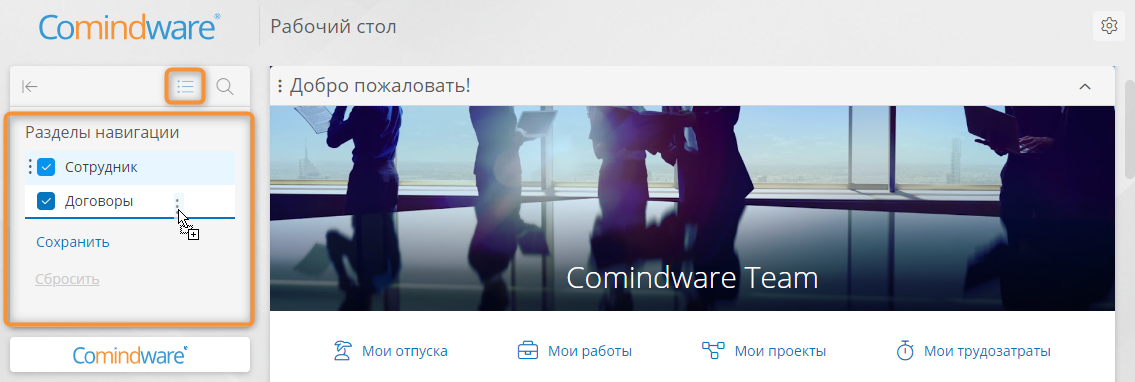 Comindware®
Рабочий стол
Добро пожаловать!
Разделы навигации
Сотрудник
Договоры
Сохранить
Сбросить
Comindware Team
Мои отпуска
Мои работы
Мои проекты
Мои трудозатраты
Comindware®